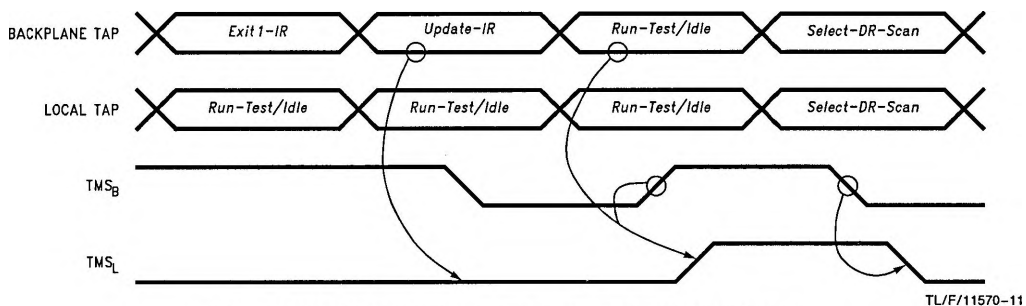 BACKPLANE TAP
Exit1-IR
Update-IR
Run-Test/Idle
Select-DR-Scan
LOCAL TAP
Run-Test/Idle
Run-Test/Idle
Run-Test/Idle
Select-DR-Scan
TMSB
TMSL
TL/F/11570-11